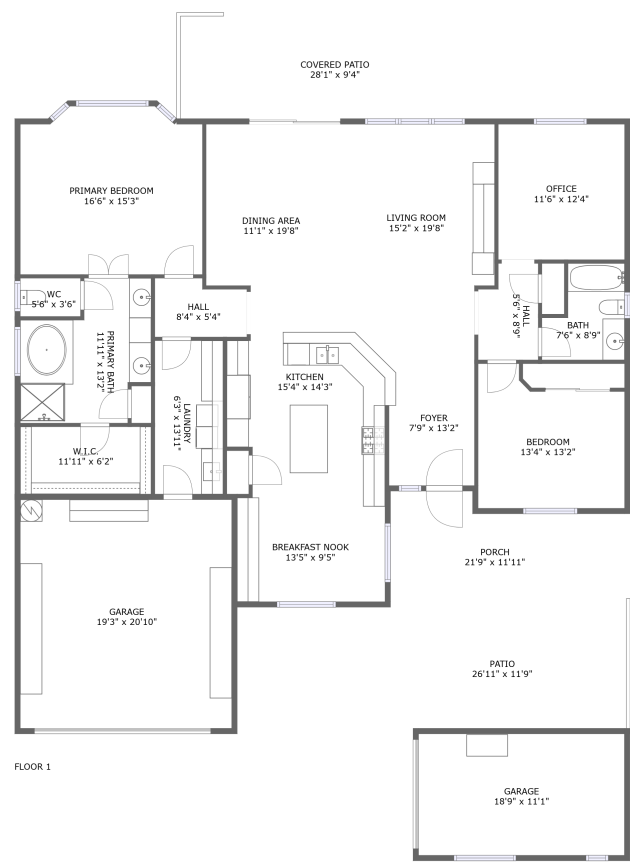 COVERED PATIO
28'1" x 9'4"
PRIMARY BEDROOM
16'6" x 15'3"
DINING AREA
11'1" x 19'8"
LIVING ROOM
15'2" x 19'8"
OFFICE
11'6" x 12'4"
WC
5'6" x 3'6"
HALL
8'4" x 5'4"
HALL
5'6" x 8'9"
BATH
7'6" x 8'9"
PRIMARY BATH
11'11" x 13'2"
LAUNDRY
6'3" x 13'11"
KITCHEN
15'4" x 14'3"
FOYER
7'9" x 13'2"
BEDROOM
13'4" x 13'2"
W.I.C.
11'11" x 6'2"
BREAKFAST NOOK
13'5" x 9'5"
PORCH
21'9" x 11'11"
GARAGE
19'3" x 20'10"
PATIO
26'11" x 11'9"
FLOOR 1
GARAGE
18'9" x 11'1"